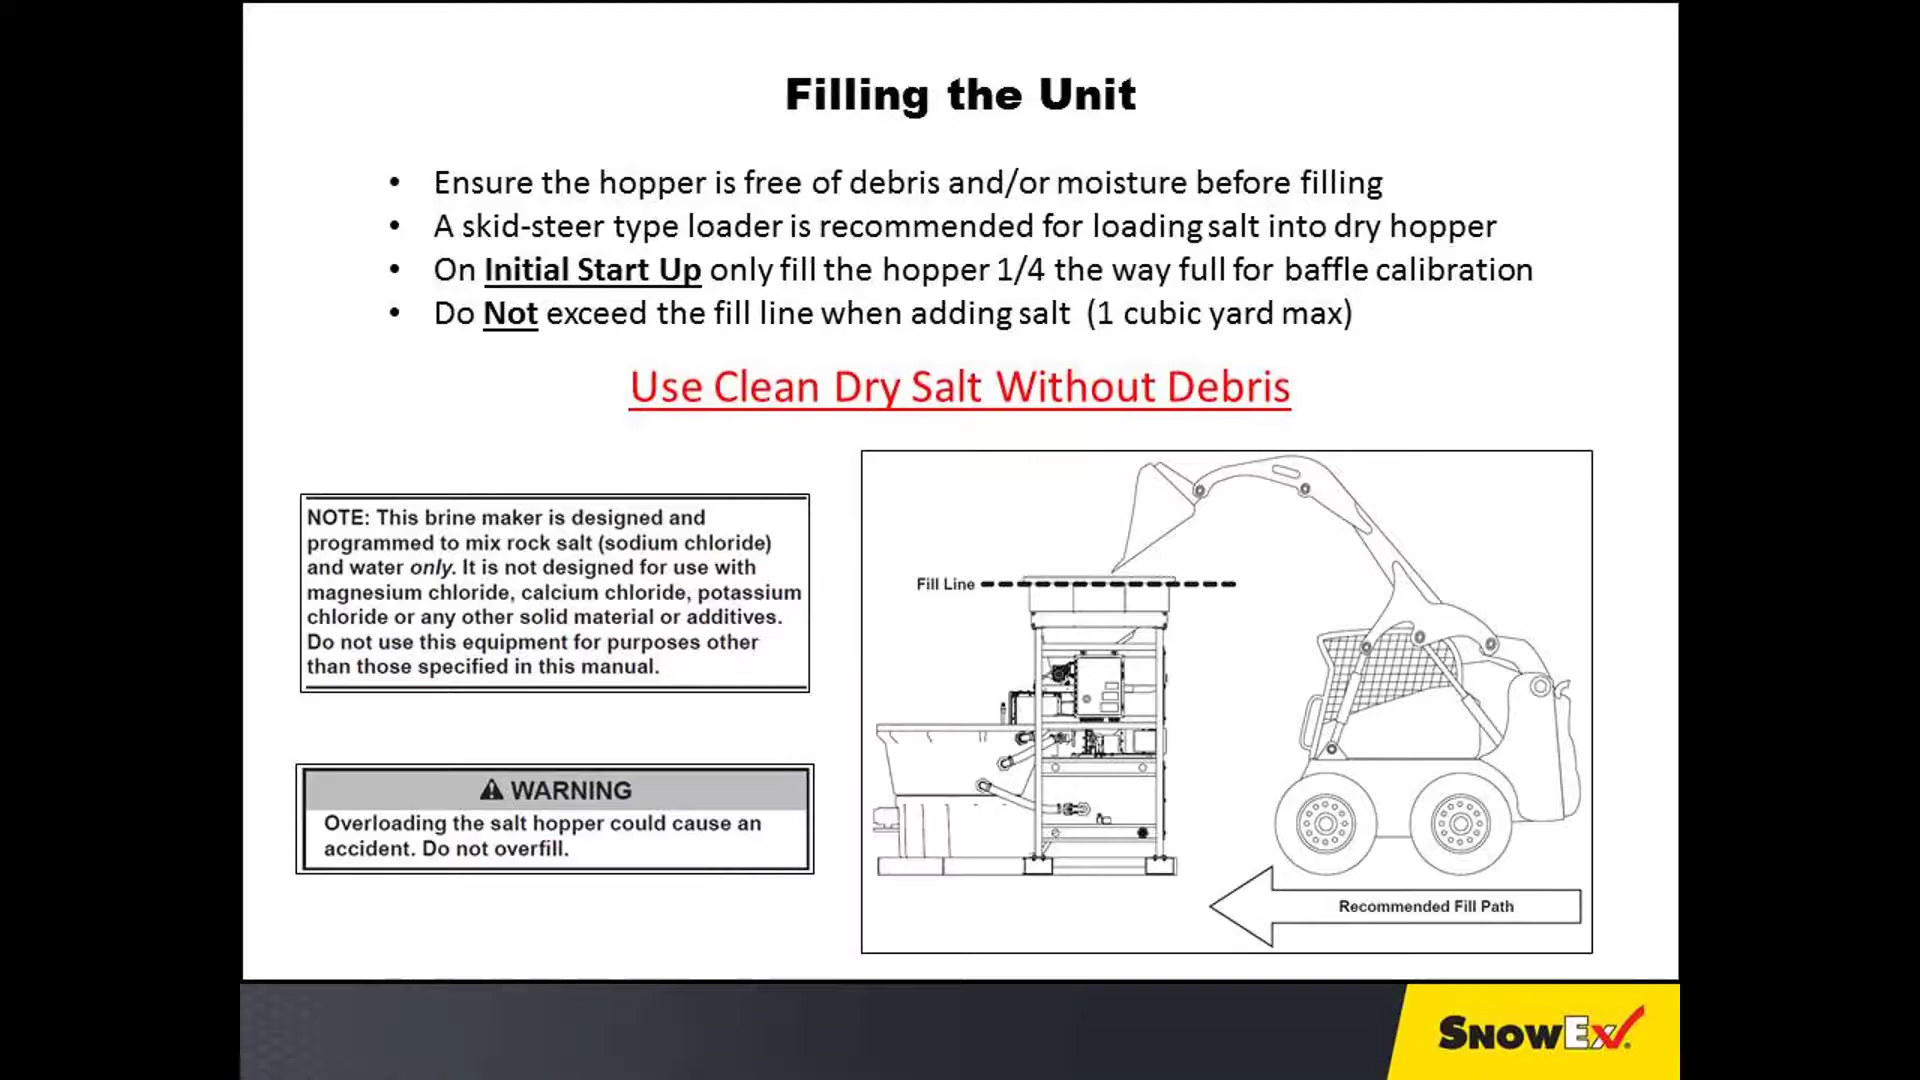 Filling the Unit
• Ensure the hopper is free of debris and/or moisture before filling
• A skid-steer type loader is recommended for loading salt into dry hopper
• On Initial Start Up only fill the hopper 1/4 the way full for baffle calibration
• Do Not exceed the fill line when adding salt (1 cubic yard max)
Use Clean Dry Salt Without Debris
NOTE: This brine maker is designed and
programmed to mix rock salt (sodium chloride)
and water only. It is not designed for use with
magnesium chloride, calcium chloride, potassium
chloride or any other solid material or additives.
Do not use this equipment for purposes other
than those specified in this manual.
WARNING
Overloading the salt hopper could cause an
accident. Do not overfill.
Fill Line
Recommended Fill Path
SNOWEX